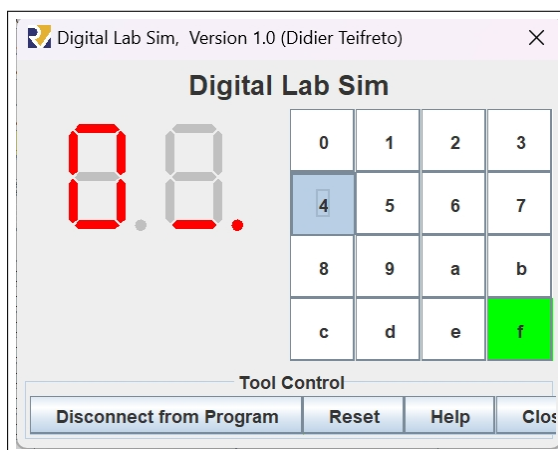 Digital Lab Sim, Version 1.0 (Didier Teifreto)
Digital Lab Sim
0 1 2 3
4 5 6 7
8 9 a b
c d e f
Tool Control
Disconnect from Program Reset Help Clos